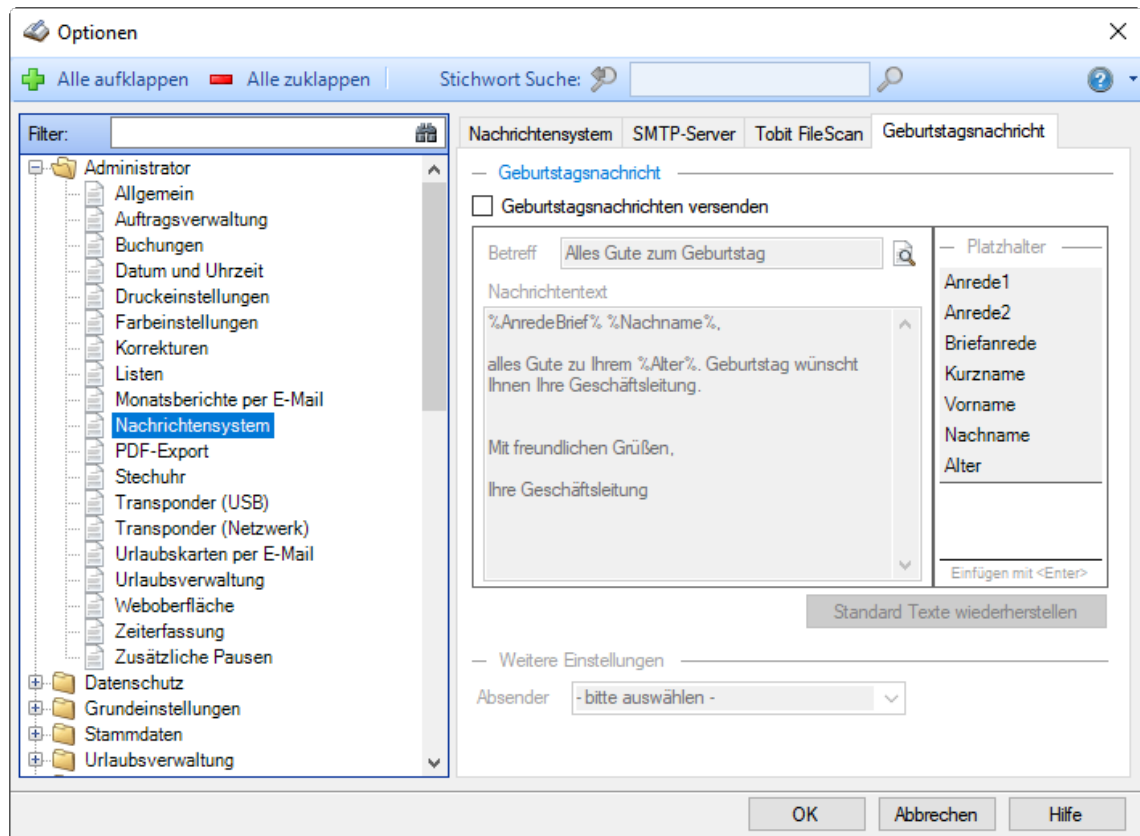 Optionen
Alle aufklappen Alle zuklappen Stichwort Suche:
Filter:
Administrator
Allgemein
Auftragsverwaltung
Buchungen
Datum und Uhrzeit
Druckeinstellungen
Farbeinstellungen
Korrekturen
Listen
Monatsberichte per E-Mail
Nachrichtensystem
PDF-Export
Stechuhr
Transponder (USB)
Transponder (Netzwerk)
Urlaubskarten per E-Mail
Urlaubsverwaltung
Weboberfläche
Zeiterfassung
Zusätzliche Pausen
Datenschutz
Grundeinstellungen
Stammdaten
Urlaubsverwaltung
Nachrichtensystem SMTP-Server Tobit FileScan Geburtstagsnachricht
Geburtstagsnachricht
Geburtstagsnachrichten versenden
Betreff Alles Gute zum Geburtstag
Nachrichtentext
%AnredeBrief% %Nachname%,
alles Gute zu Ihrem %Alter%. Geburtstag wünscht
Ihnen Ihre Geschäftsleitung.
Mit freundlichen Grüßen,
Ihre Geschäftsleitung
Platzhalter
Anrede1
Anrede2
Briefanrede
Kurzname
Vorname
Nachname
Alter
Einfügen mit <Enter>
Standard Texte wiederherstellen
Weitere Einstellungen
Absender - bitte auswählen -
OK Abbrechen Hilfe